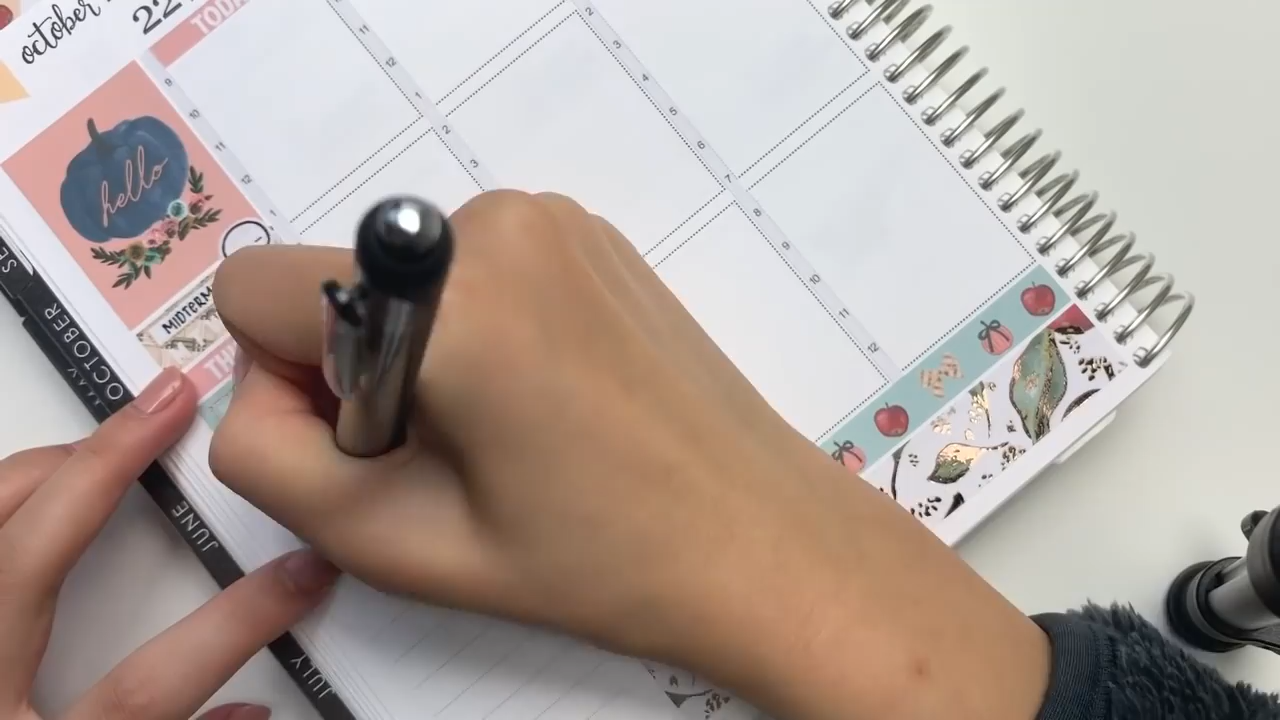 october
22
TODA
hello
MIDTERM
TH
SE
OCTOBER
JUNE
JULY
11
12
1
2
3
9
10
11
12
1
2
3
4
5
6
7
8
9
10
11
12